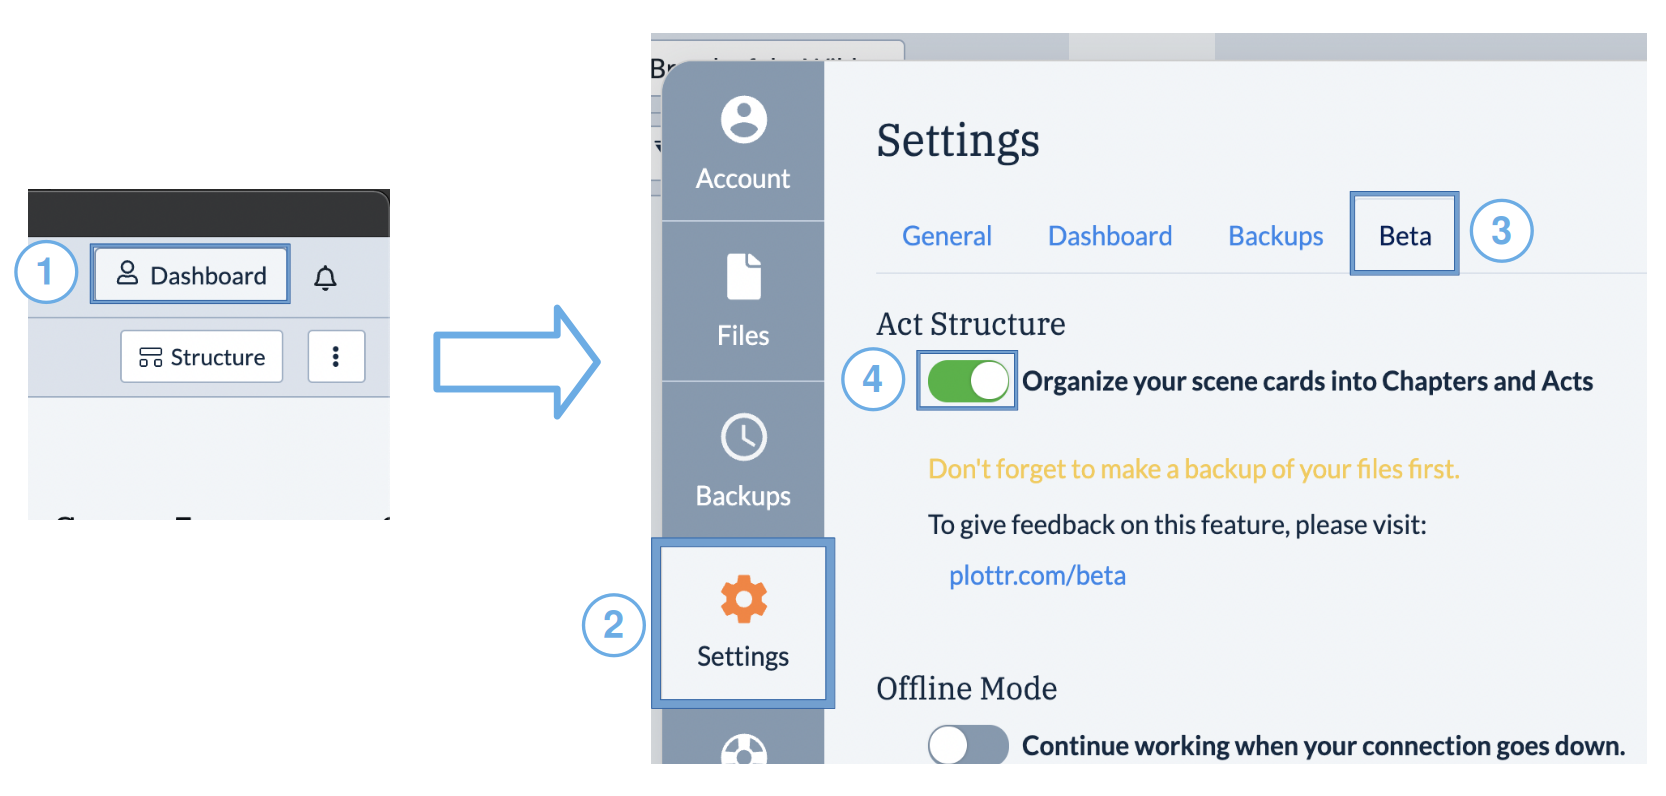 1
Dashboard
Structure
Account
Files
Backups
2
Settings
Settings
General
Dashboard
Backups
Beta
3
Act Structure
4
Organize your scene cards into Chapters and Acts
Don't forget to make a backup of your files first.
To give feedback on this feature, please visit:
plottr.com/beta
Offline Mode
Continue working when your connection goes down.